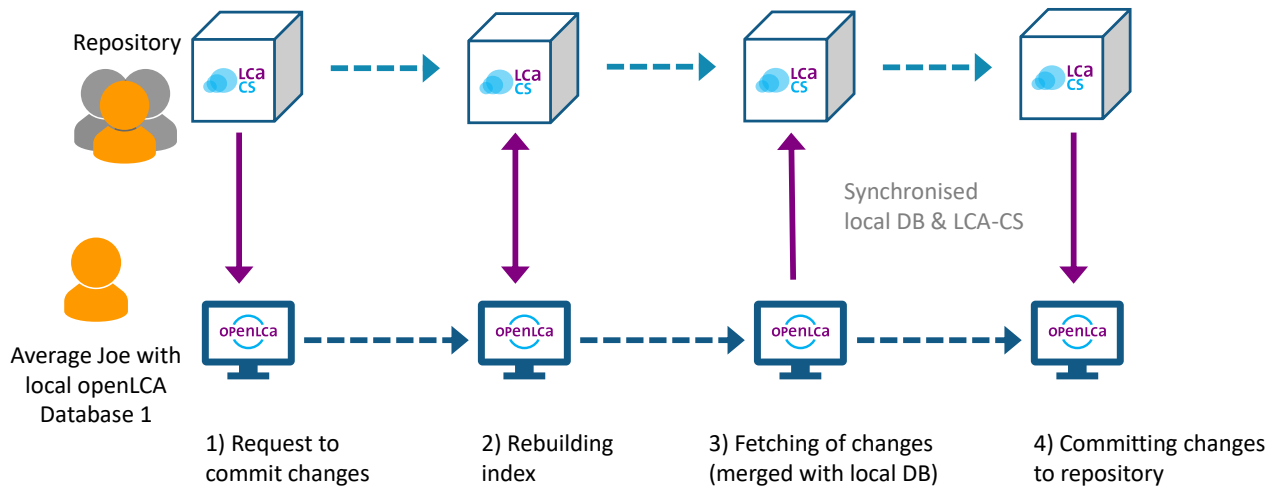 Repository
LCa
CS
LCa
CS
LCa
CS
LCa
CS
Synchronised
local DB & LCA-CS
openLca
openLca
openLca
openLca
Average Joe with
local openLCA
Database 1
1) Request to
commit changes
2) Rebuilding
index
3) Fetching of changes
(merged with local DB)
4) Committing changes
to repository